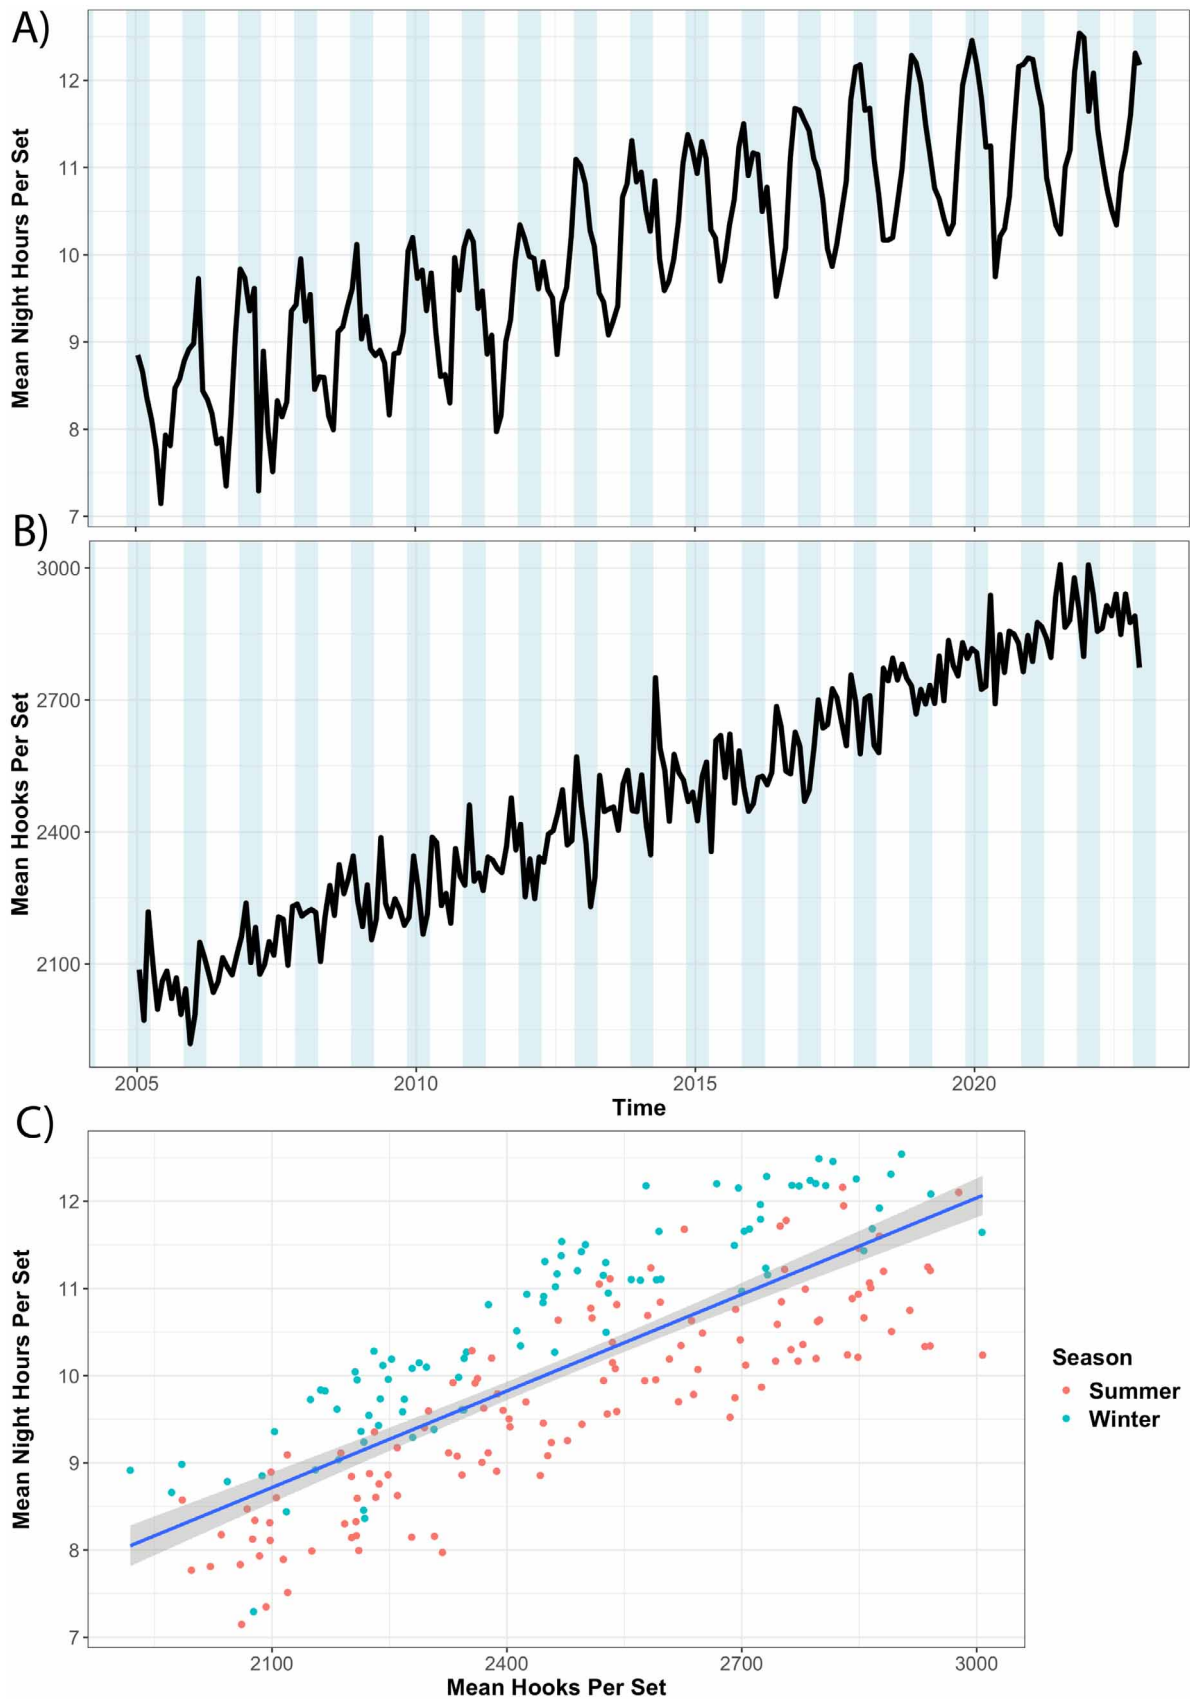 A)
Mean Night Hours Per Set
12
11
10
9
8
7
B)
Mean Hooks Per Set
3000
2700
2400
2100
2005 2010 2015 2020
Time
C)
Mean Night Hours Per Set
12
11
10
9
8
7
2100 2400 2700 3000
Mean Hooks Per Set
Season
Summer
Winter